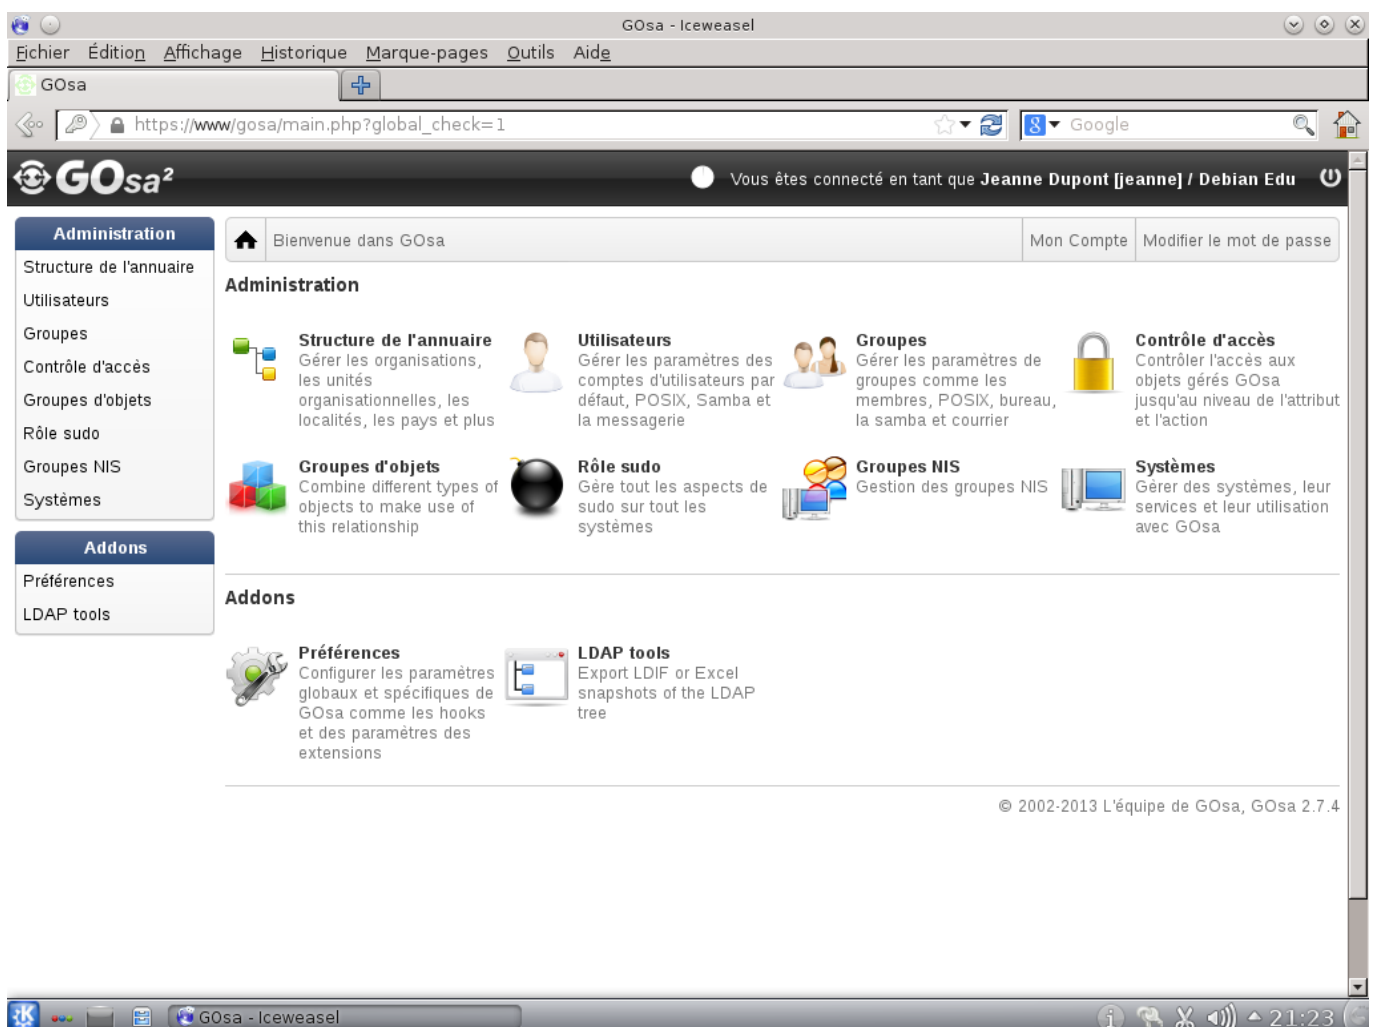 GOsa - Iceweasel
Fichier Édition Affichage Historique Marque-pages Outils Aide
GOsa
https://www/gosa/main.php?global_check=1
Google
GOsa²
Vous êtes connecté en tant que Jeanne Dupont [jeanne] / Debian Edu
Administration
Structure de l'annuaire
Utilisateurs
Groupes
Contrôle d'accès
Groupes d'objets
Rôle sudo
Groupes NIS
Systèmes
Addons
Préférences
LDAP tools
Bienvenue dans GOsa
Mon Compte
Modifier le mot de passe
Administration
Structure de l'annuaire
Gérer les organisations,
les unités
organisationnelles, les
localités, les pays et plus
Utilisateurs
Gérer les paramètres des
comptes d'utilisateurs par
défaut, POSIX, Samba et
la messagerie
Groupes
Gérer les paramètres de
groupes comme les
membres, POSIX, bureau,
la samba et courrier
Contrôle d'accès
Contrôler l'accès aux
objets gérés GOsa
jusqu'au niveau de l'attribut
et l'action
Groupes d'objets
Combine different types of
objects to make use of
this relationship
Rôle sudo
Gère tout les aspects de
sudo sur tout les
systèmes
Groupes NIS
Gestion des groupes NIS
Systèmes
Gérer des systèmes, leur
services et leur utilisation
avec GOsa
Addons
Préférences
Configurer les paramètres
globaux et spécifiques de
GOsa comme les hooks
et des paramètres des
extensions
LDAP tools
Export LDIF or Excel
snapshots of the LDAP
tree
© 2002-2013 L'équipe de GOsa, GOsa 2.7.4
GOsa - Iceweasel
21:23